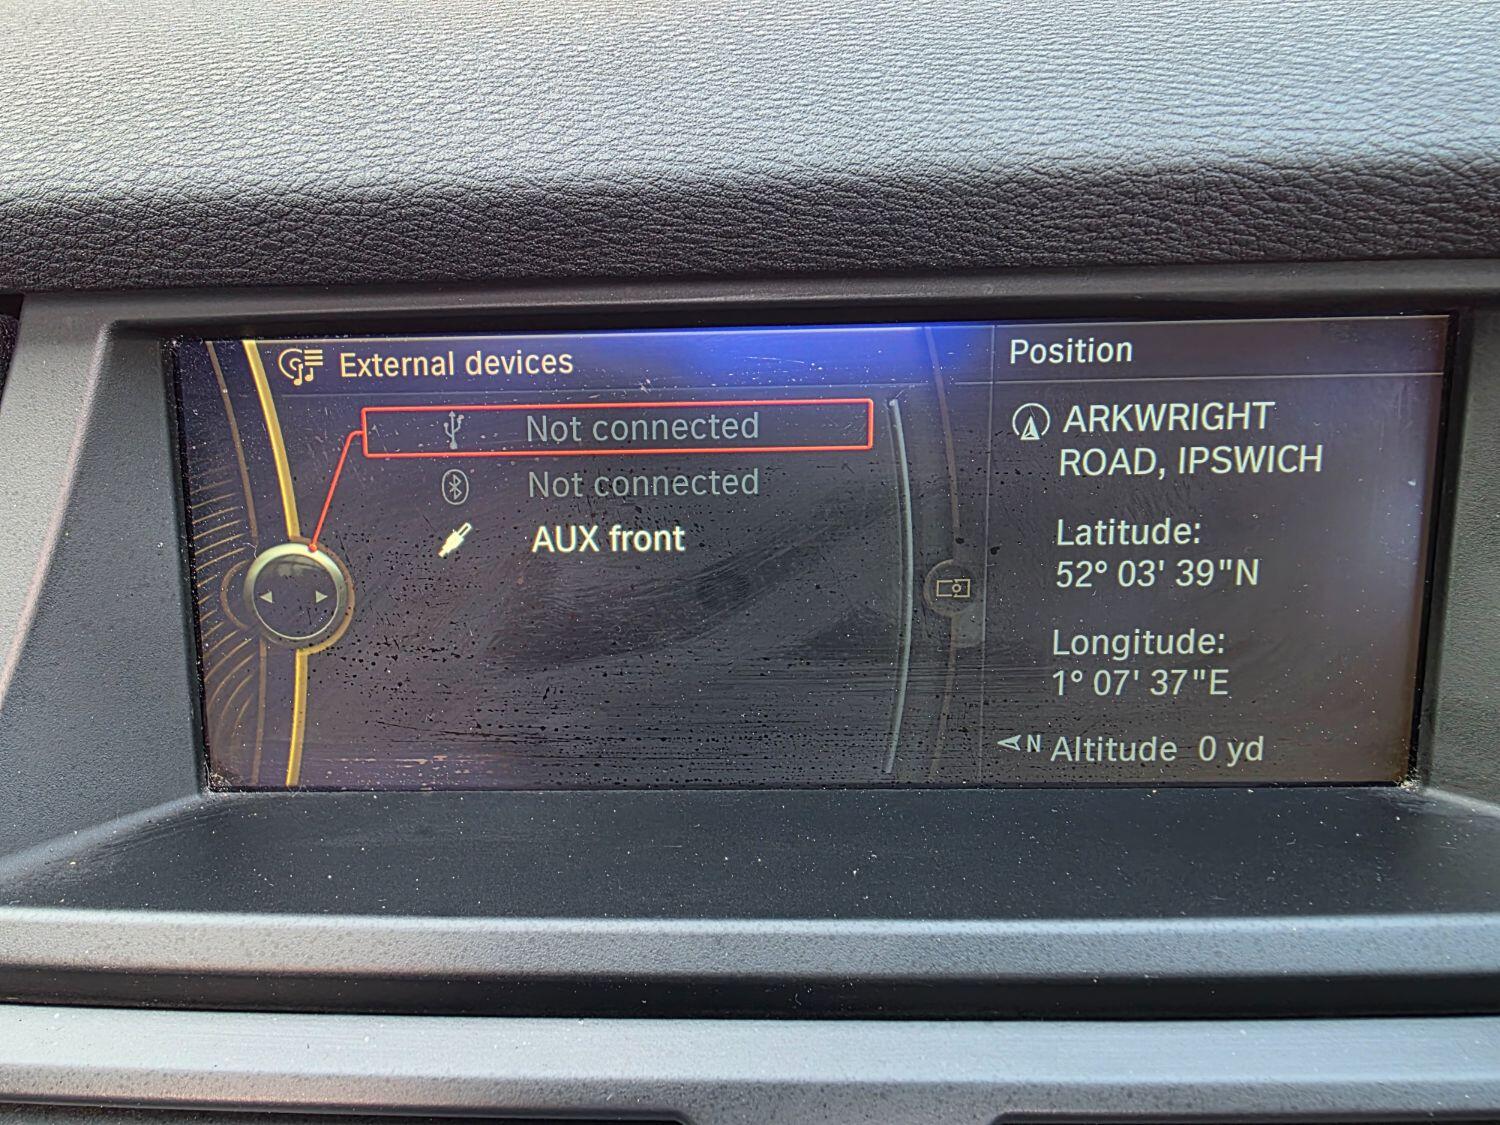 External devices
Not connected
Not connected
AUX front
Position
ARKWRIGHT
ROAD, IPSWICH
Latitude:
52° 03' 39"N
Longitude:
1° 07' 37"E
N Altitude 0 yd